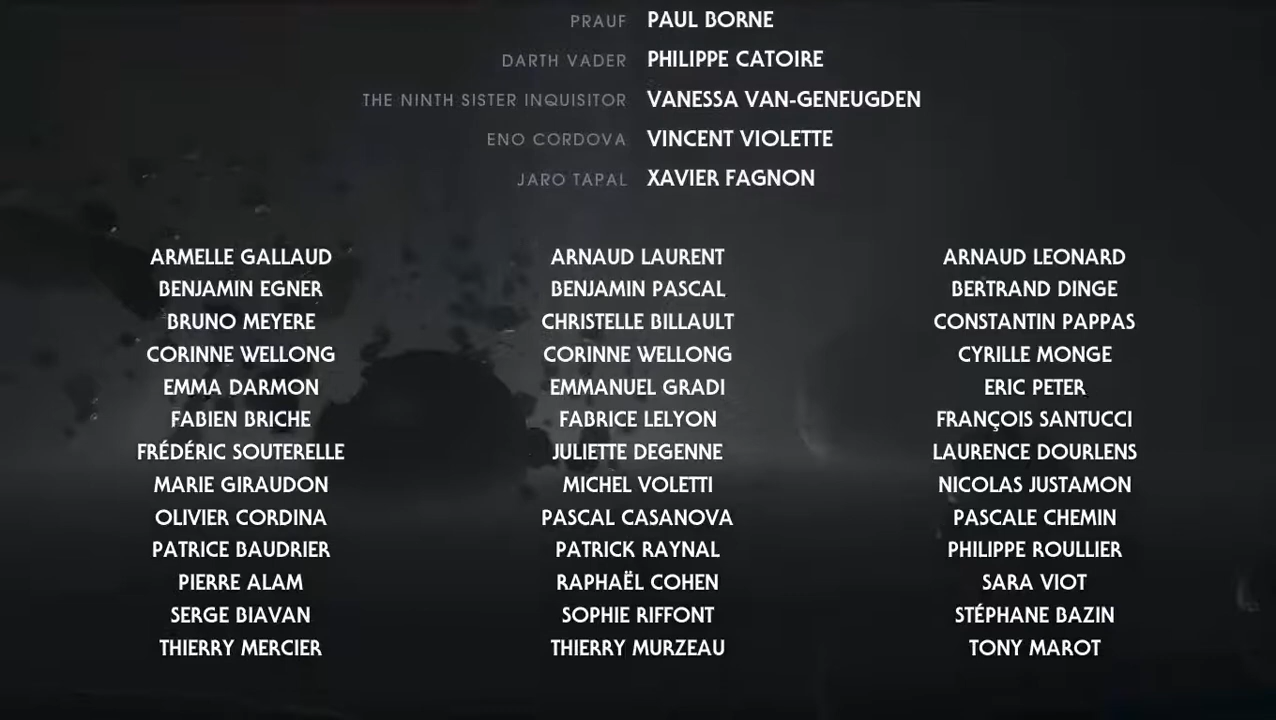 PRAUF PAUL BORNE
DARTH VADER PHILIPPE CATOIRE
THE NINTH SISTER INQUISITOR VANESSA VAN-GENEUGDEN
ENO CORDOVA VINCENT VIOLETTE
JARO TAPAL XAVIER FAGNON
ARMELLE GALLAUD ARNAUD LAURENT ARNAUD LEONARD
BENJAMIN EGNER BENJAMIN PASCAL BERTRAND DINGE
BRUNO MEYERE CHRISTELLE BILLAULT CONSTANTIN PAPPAS
CORINNE WELLONG CORINNE WELLONG CYRILLE MONGE
EMMA DARMON EMMANUEL GRADI ERIC PETER
FABIEN BRICHE FABRICE LELYON FRANÇOIS SANTUCCI
FRÉDÉRIC SOUTERELLE JULIETTE DEGENNE LAURENCE DOURLENS
MARIE GIRAUDON MICHEL VOLETTI NICOLAS JUSTAMON
OLIVIER CORDINA PASCAL CASANOVA PASCALE CHEMIN
PATRICE BAUDRIER PATRICK RAYNAL PHILIPPE ROULLIER
PIERRE ALAM RAPHAËL COHEN SARA VIOT
SERGE BIAVAN SOPHIE RIFFONT STÉPHANE BAZIN
THIERRY MERCIER THIERRY MURZEAU TONY MAROT